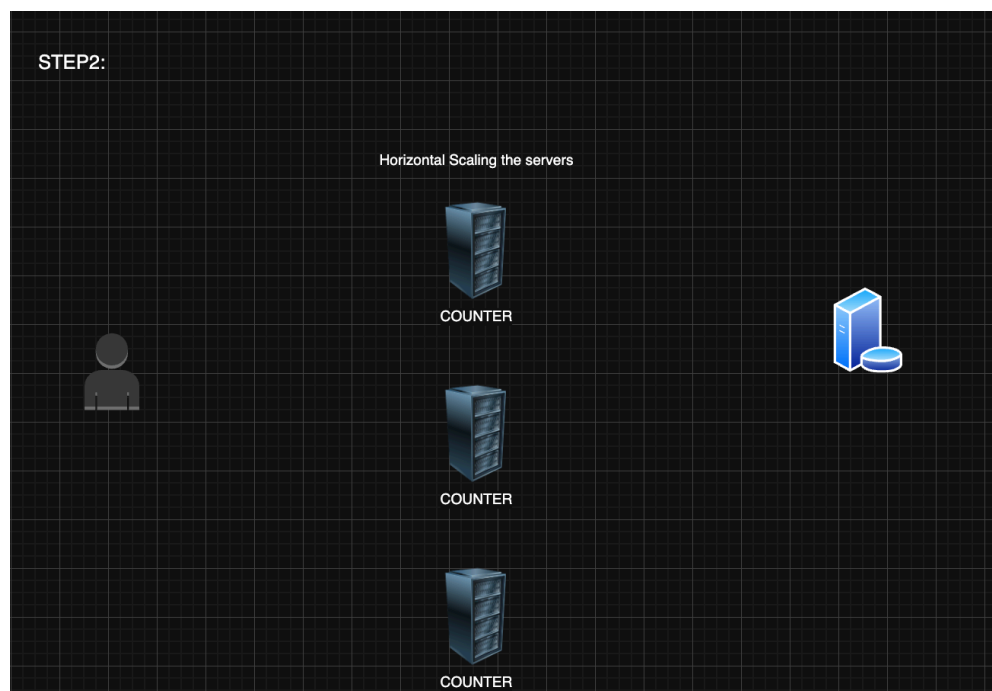 STEP2:
Horizontal Scaling the servers
COUNTER
COUNTER
COUNTER